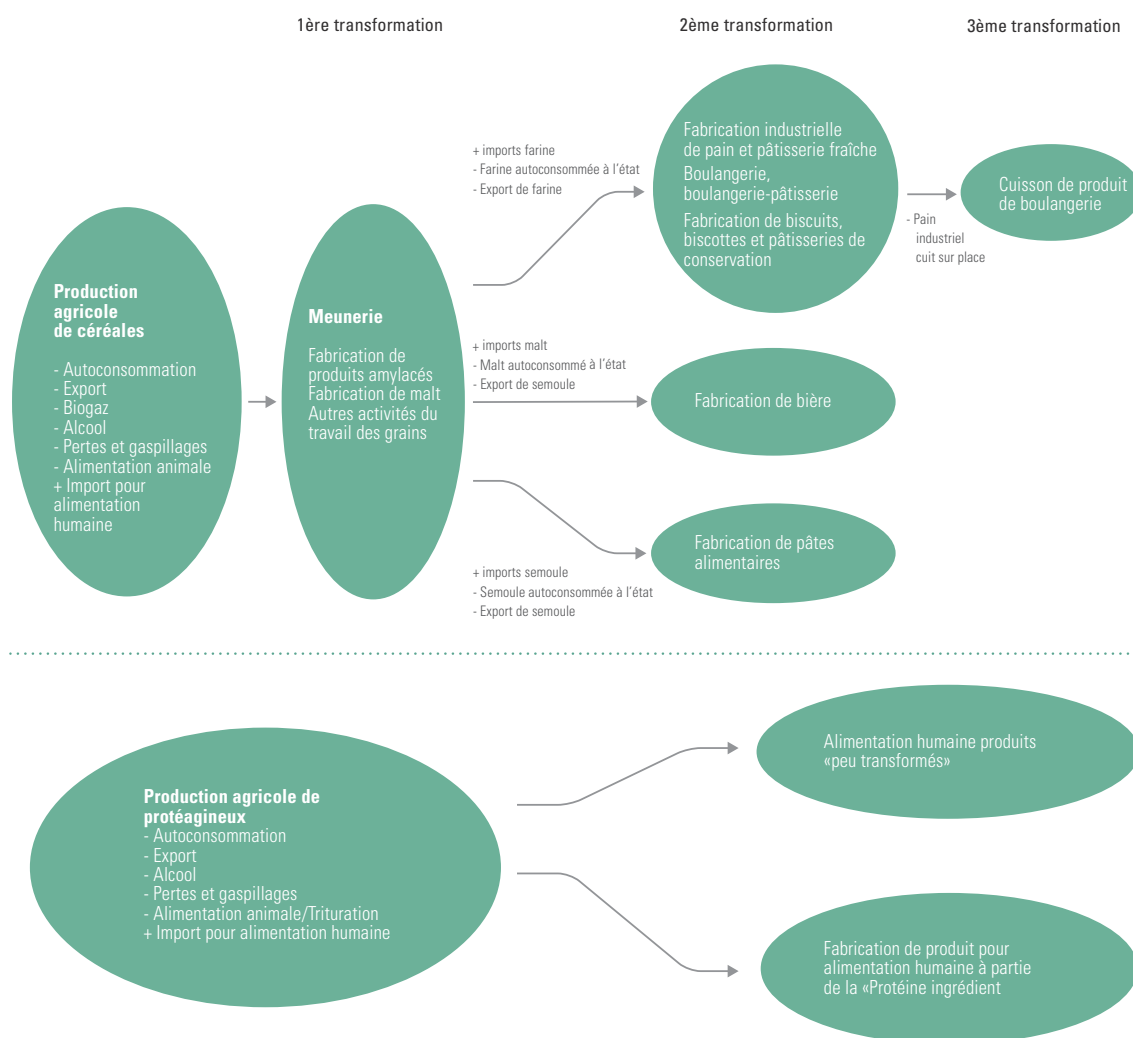 1ère transformation
2ème transformation
3ème transformation
Production
agricole
de céréales
- Autoconsommation
- Export
- Biogaz
- Alcool
- Pertes et gaspillages
- Alimentation animale
+ Import pour
alimentation
humaine
Meunerie
Fabrication de
produits amylacés
Fabrication de malt
Autres activités du
travail des grains
+ imports farine
- Farine autoconsommée à l'état
- Export de farine
+ imports malt
- Malt autoconsommé à l'état
- Export de semoule
+ imports semoule
- Semoule autoconsommée à l'état
- Export de semoule
Fabrication industrielle
de pain et pâtisserie fraîche
Boulangerie,
boulangerie-pâtisserie
Fabrication de biscuits,
biscottes et pâtisseries de
conservation
- Pain
industriel
cuit sur place
Cuisson de produit
de boulangerie
Fabrication de bière
Fabrication de pâtes
alimentaires
Production agricole de
protéagineux
- Autoconsommation
- Export
- Alcool
- Pertes et gaspillages
- Alimentation animale/Trituration
+ Import pour alimentation humaine
Alimentation humaine produits
«peu transformés»
Fabrication de produit pour
alimentation humaine à partie
de la «Protéine ingrédient